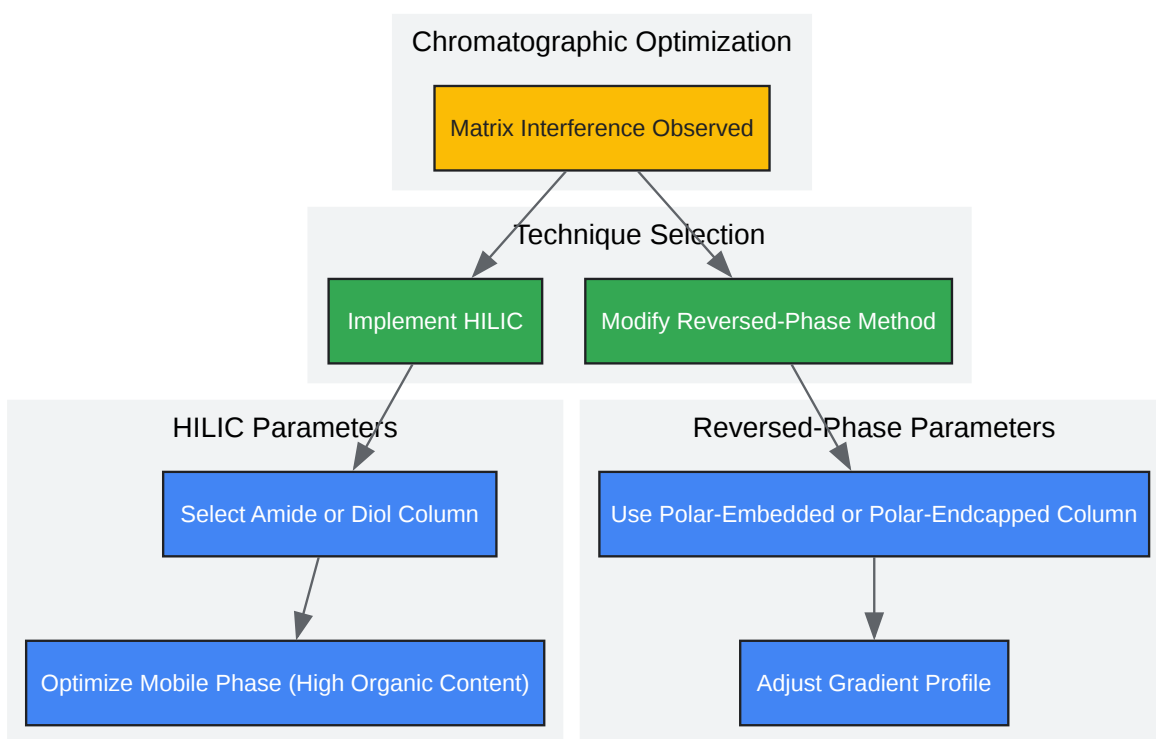 Chromatographic Optimization
Matrix Interference Observed
Technique Selection
Implement HILIC
Modify Reversed-Phase Method
HILIC Parameters
Reversed-Phase Parameters
Select Amide or Diol Column
Use Polar-Embedded or Polar-Endcapped Column
Optimize Mobile Phase (High Organic Content)
Adjust Gradient Profile